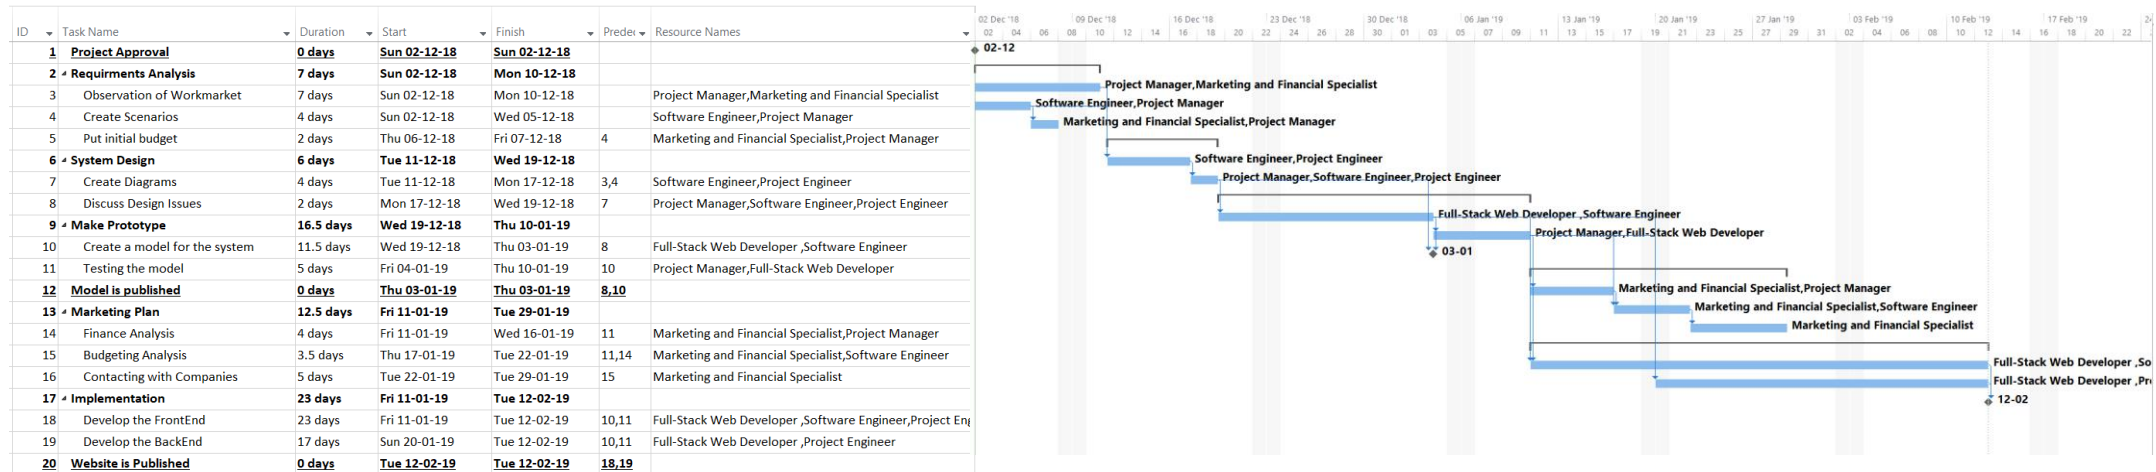 ID Task Name Duration Start Finish Predec Resource Names
1 Project Approval 0 days Sun 02-12-18 Sun 02-12-18
2 Requirments Analysis 7 days Sun 02-12-18 Mon 10-12-18
3 Observation of Workmarket 7 days Sun 02-12-18 Mon 10-12-18 Project Manager,Marketing and Financial Specialist
4 Create Scenarios 4 days Sun 02-12-18 Wed 05-12-18 Software Engineer,Project Manager
5 Put initial budget 2 days Thu 06-12-18 Fri 07-12-18 4 Marketing and Financial Specialist,Project Manager
6 System Design 6 days Tue 11-12-18 Wed 19-12-18
7 Create Diagrams 4 days Tue 11-12-18 Mon 17-12-18 3,4 Software Engineer,Project Engineer
8 Discuss Design Issues 2 days Mon 17-12-18 Wed 19-12-18 7 Project Manager,Software Engineer,Project Engineer
9 Make Prototype 16.5 days Wed 19-12-18 Thu 10-01-19
10 Create a model for the system 11.5 days Wed 19-12-18 Thu 03-01-19 8 Full-Stack Web Developer ,Software Engineer
11 Testing the model 5 days Fri 04-01-19 Thu 10-01-19 10 Project Manager,Full-Stack Web Developer
12 Model is published 0 days Thu 03-01-19 Thu 03-01-19 8,10
13 Marketing Plan 12.5 days Fri 11-01-19 Tue 29-01-19
14 Finance Analysis 4 days Fri 11-01-19 Wed 16-01-19 11 Marketing and Financial Specialist,Project Manager
15 Budgeting Analysis 3.5 days Thu 17-01-19 Tue 22-01-19 11,14 Marketing and Financial Specialist,Software Engineer
16 Contacting with Companies 5 days Tue 22-01-19 Tue 29-01-19 15 Marketing and Financial Specialist
17 Implementation 23 days Fri 11-01-19 Tue 12-02-19
18 Develop the FrontEnd 23 days Fri 11-01-19 Tue 12-02-19 10,11 Full-Stack Web Developer ,Software Engineer,Project Eng
19 Develop the BackEnd 17 days Sun 20-01-19 Tue 12-02-19 10,11 Full-Stack Web Developer ,Project Engineer
20 Website is Published 0 days Tue 12-02-19 Tue 12-02-19 18,19
02 Dec '18 09 Dec '18 16 Dec '18 23 Dec '18 30 Dec '18 06 Jan '19 13 Jan '19 20 Jan '19 27 Jan '19 03 Feb '19 10 Feb '19 17 Feb '19 24
02 04 06 08 10 12 14 16 18 20 22 24 26 28 30 01 03 05 07 09 11 13 15 17 19 21 23 25 27 29 31 02 04 06 08 10 12 14 16 18 20 22
02-12
Project Manager,Marketing and Financial Specialist
Software Engineer,Project Manager
Marketing and Financial Specialist,Project Manager
Software Engineer,Project Engineer
Project Manager,Software Engineer,Project Engineer
Full-Stack Web Developer ,Software Engineer
Project Manager,Full-Stack Web Developer
03-01
Marketing and Financial Specialist,Project Manager
Marketing and Financial Specialist,Software Engineer
Marketing and Financial Specialist
Full-Stack Web Developer ,So
Full-Stack Web Developer ,Pr
12-02